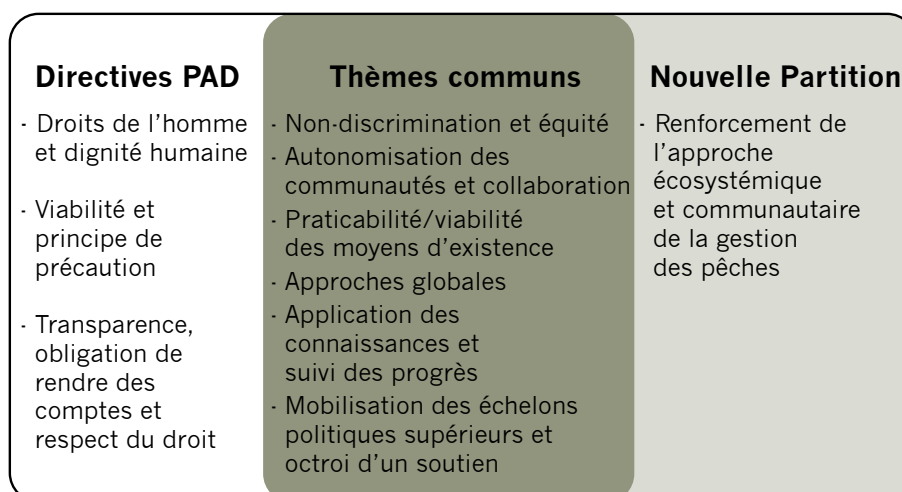 Directives PAD
- Droits de l'homme
et dignité humaine
- Viabilité et
principe de
précaution
- Transparence,
obligation de
rendre des
comptes et
respect du droit
Thèmes communs
- Non-discrimination et équité
- Autonomisation des
communautés et collaboration
- Praticabilité/viabilité
des moyens d'existence
- Approches globales
- Application des
connaissances et
suivi des progrès
- Mobilisation des échelons
politiques supérieurs et
octroi d'un soutien
Nouvelle Partition
- Renforcement de
l'approche
écosystémique
et communautaire
de la gestion
des pêches